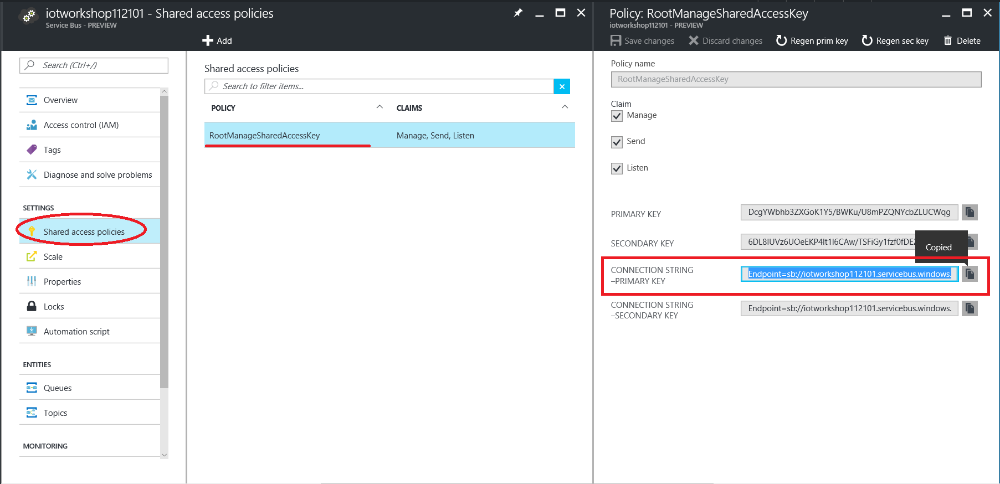 iotworkshop112101 - Shared access policies
Service Bus - PREVIEW
Add
Search (Ctrl+/)
Overview
Access control (IAM)
Tags
Diagnose and solve problems
SETTINGS
Shared access policies
Scale
Properties
Locks
Automation script
ENTITIES
Queues
Topics
MONITORING
Shared access policies
Search to filter items...
POLICY CLAIMS
RootManageSharedAccessKey Manage, Send, Listen
Policy: RootManageSharedAccessKey
iotworkshop112101 - PREVIEW
Save changes Discard changes Regen prim key Regen sec key Delete
Policy name
RootManageSharedAccessKey
Claim
Manage
Send
Listen
PRIMARY KEY DcgYWbhb3ZXGoK1Y5/BWKu/U8mPZQNYcbZLUCWqg
SECONDARY KEY
Copied
CONNECTION STRING
–PRIMARY KEY
Endpoint=sb://iotworkshop112101.servicebus.windows.
CONNECTION STRING
–SECONDARY KEY
Endpoint=sb://iotworkshop112101.servicebus.windows.